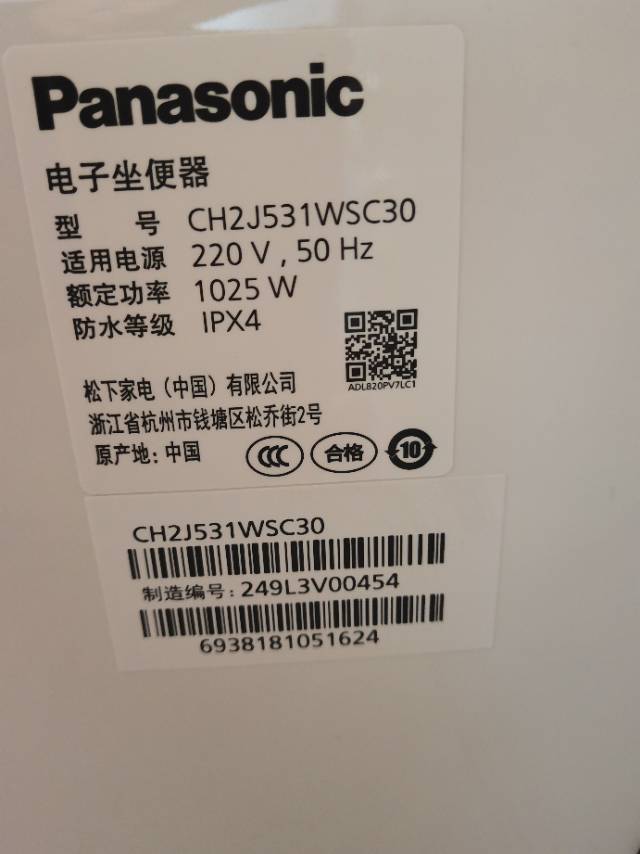 Panasonic
电子坐便器
型 号 CH2J531WSC30
适用电源 220 V , 50 Hz
额定功率 1025 W
防水等级 IPX4
ADL820PV7LC1
松下家电（中国）有限公司
浙江省杭州市钱塘区松乔街2号
原产地: 中国
CCC 合格 10
CH2J531WSC30
制造编号: 249L3V00454
6938181051624